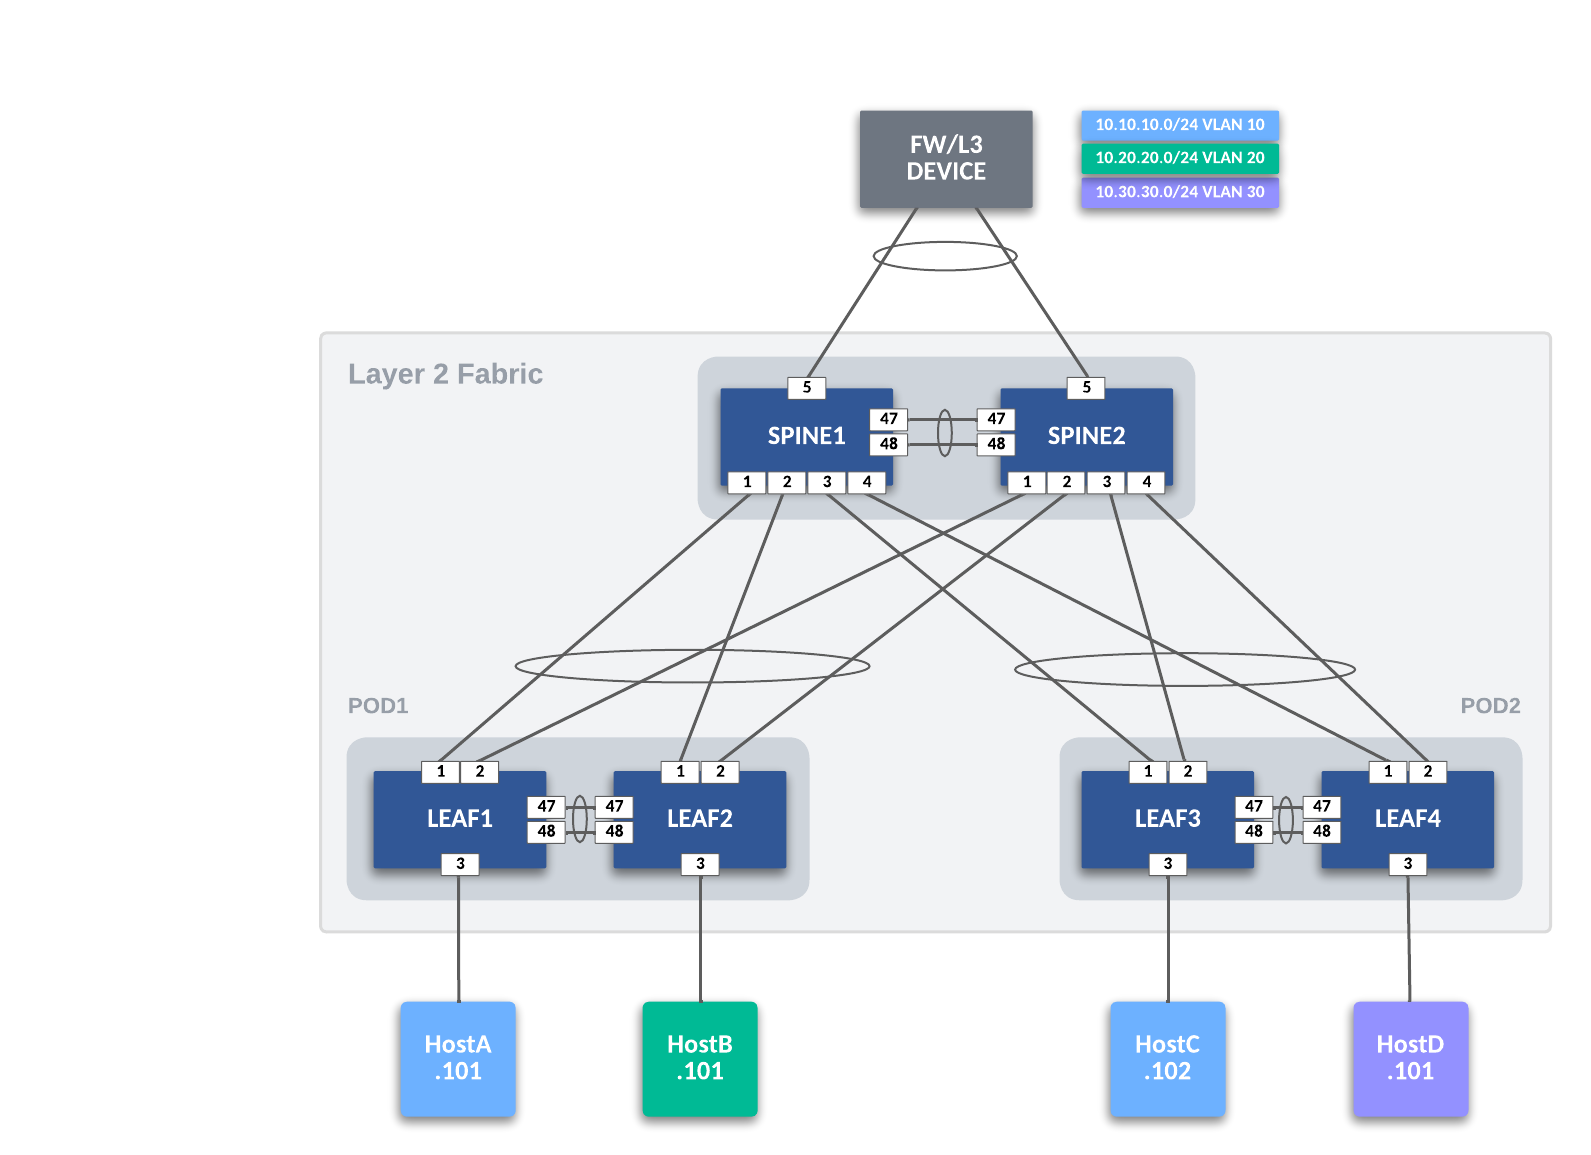 FW/L3
DEVICE
10.10.10.0/24 VLAN 10
10.20.20.0/24 VLAN 20
10.30.30.0/24 VLAN 30
Layer 2 Fabric
5
5
SPINE1
47
48
47
48
SPINE2
1 2 3 4
1 2 3 4
POD1
POD2
1 2
1 2
1 2
1 2
LEAF1
47
48
47
48
LEAF2
LEAF3
47
48
47
48
LEAF4
3
3
3
3
HostA
.101
HostB
.101
HostC
.102
HostD
.101